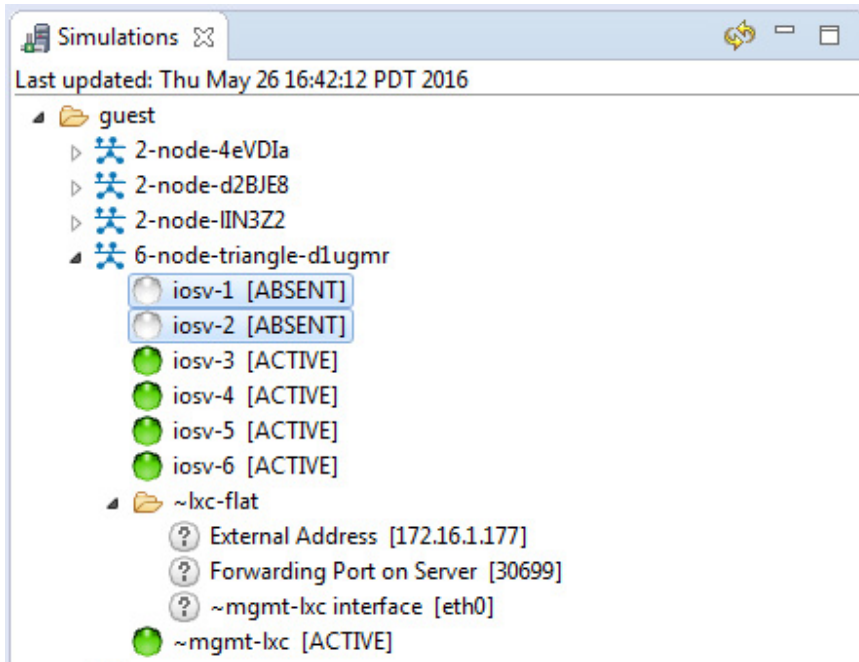 Simulations
Last updated: Thu May 26 16:42:12 PDT 2016
guest
2-node-4eVDIa
2-node-d2BJE8
2-node-lIN3Z2
6-node-triangle-d1ugmr
iosv-1 [ABSENT]
iosv-2 [ABSENT]
iosv-3 [ACTIVE]
iosv-4 [ACTIVE]
iosv-5 [ACTIVE]
iosv-6 [ACTIVE]
~lxc-flat
? External Address [172.16.1.177]
? Forwarding Port on Server [30699]
? ~mgmt-lxc interface [eth0]
~mgmt-lxc [ACTIVE]